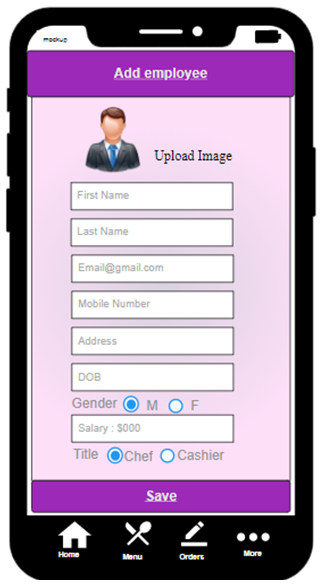 mockup
Add employee
Upload Image
First Name
Last Name
Email@gmail.com
Mobile Number
Address
DOB
Gender M F
Salary : $000
Title Chef Cashier
Save
Home Menu Orders More